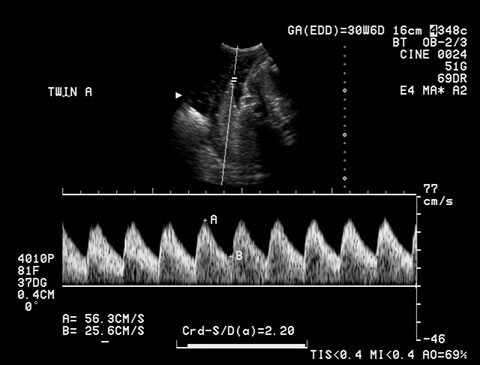 GA(EDD)=30W6D 16cm 4348c
BT OB-2/3
CINE 0024
51G
69DR
E4 MA* A2
TWIN A
77
cm/s
A
B
4010P
81F
37DG
0.4CM
0°
A= 56.3CM/S
B= 25.6CM/S
Crd-S/D(a)=2.20
-46
TIS<0.4 MI<0.4 AO=69%